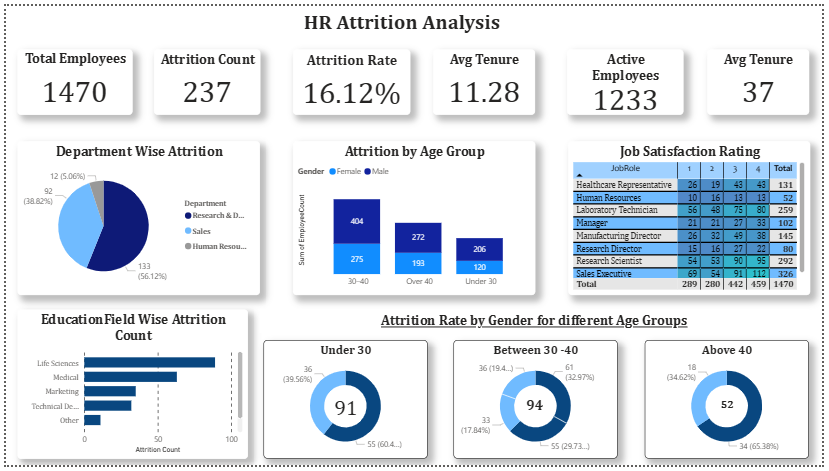 HR Attrition Analysis
Total Employees
1470
Attrition Count
237
Attrition Rate
16.12%
Avg Tenure
11.28
Active
Employees
1233
Avg Tenure
37
Department Wise Attrition
12 (5.06%)
92
(38.82%)
133
(56.12%)
Department
Research & D...
Sales
Human Resou...
Attrition by Age Group
Gender Female Male
Sum of EmployeeCount
404
275
272
193
206
120
30-40 Over 40 Under 30
Job Satisfaction Rating
JobRole 1 2 3 4 Total
Healthcare Representative 26 19 43 43 131
Human Resources 10 16 13 13 52
Laboratory Technician 56 48 75 80 259
Manager 21 21 27 33 102
Manufacturing Director 26 32 49 38 145
Research Director 15 16 27 22 80
Research Scientist 54 53 90 95 292
Sales Executive 69 54 91 112 326
Total 289 280 442 459 1470
EducationField Wise Attrition
Count
Life Sciences
Medical
Marketing
Technical De...
Other
0 50 100
Attrition Count
Attrition Rate by Gender for different Age Groups
Under 30
36
(39.56%)
91
55 (60.4...)
Between 30 -40
36 (19.4...)
61
(32.97%)
94
33
(17.84%)
55 (29.73...)
Above 40
18
(34.62%)
52
34 (65.38%)